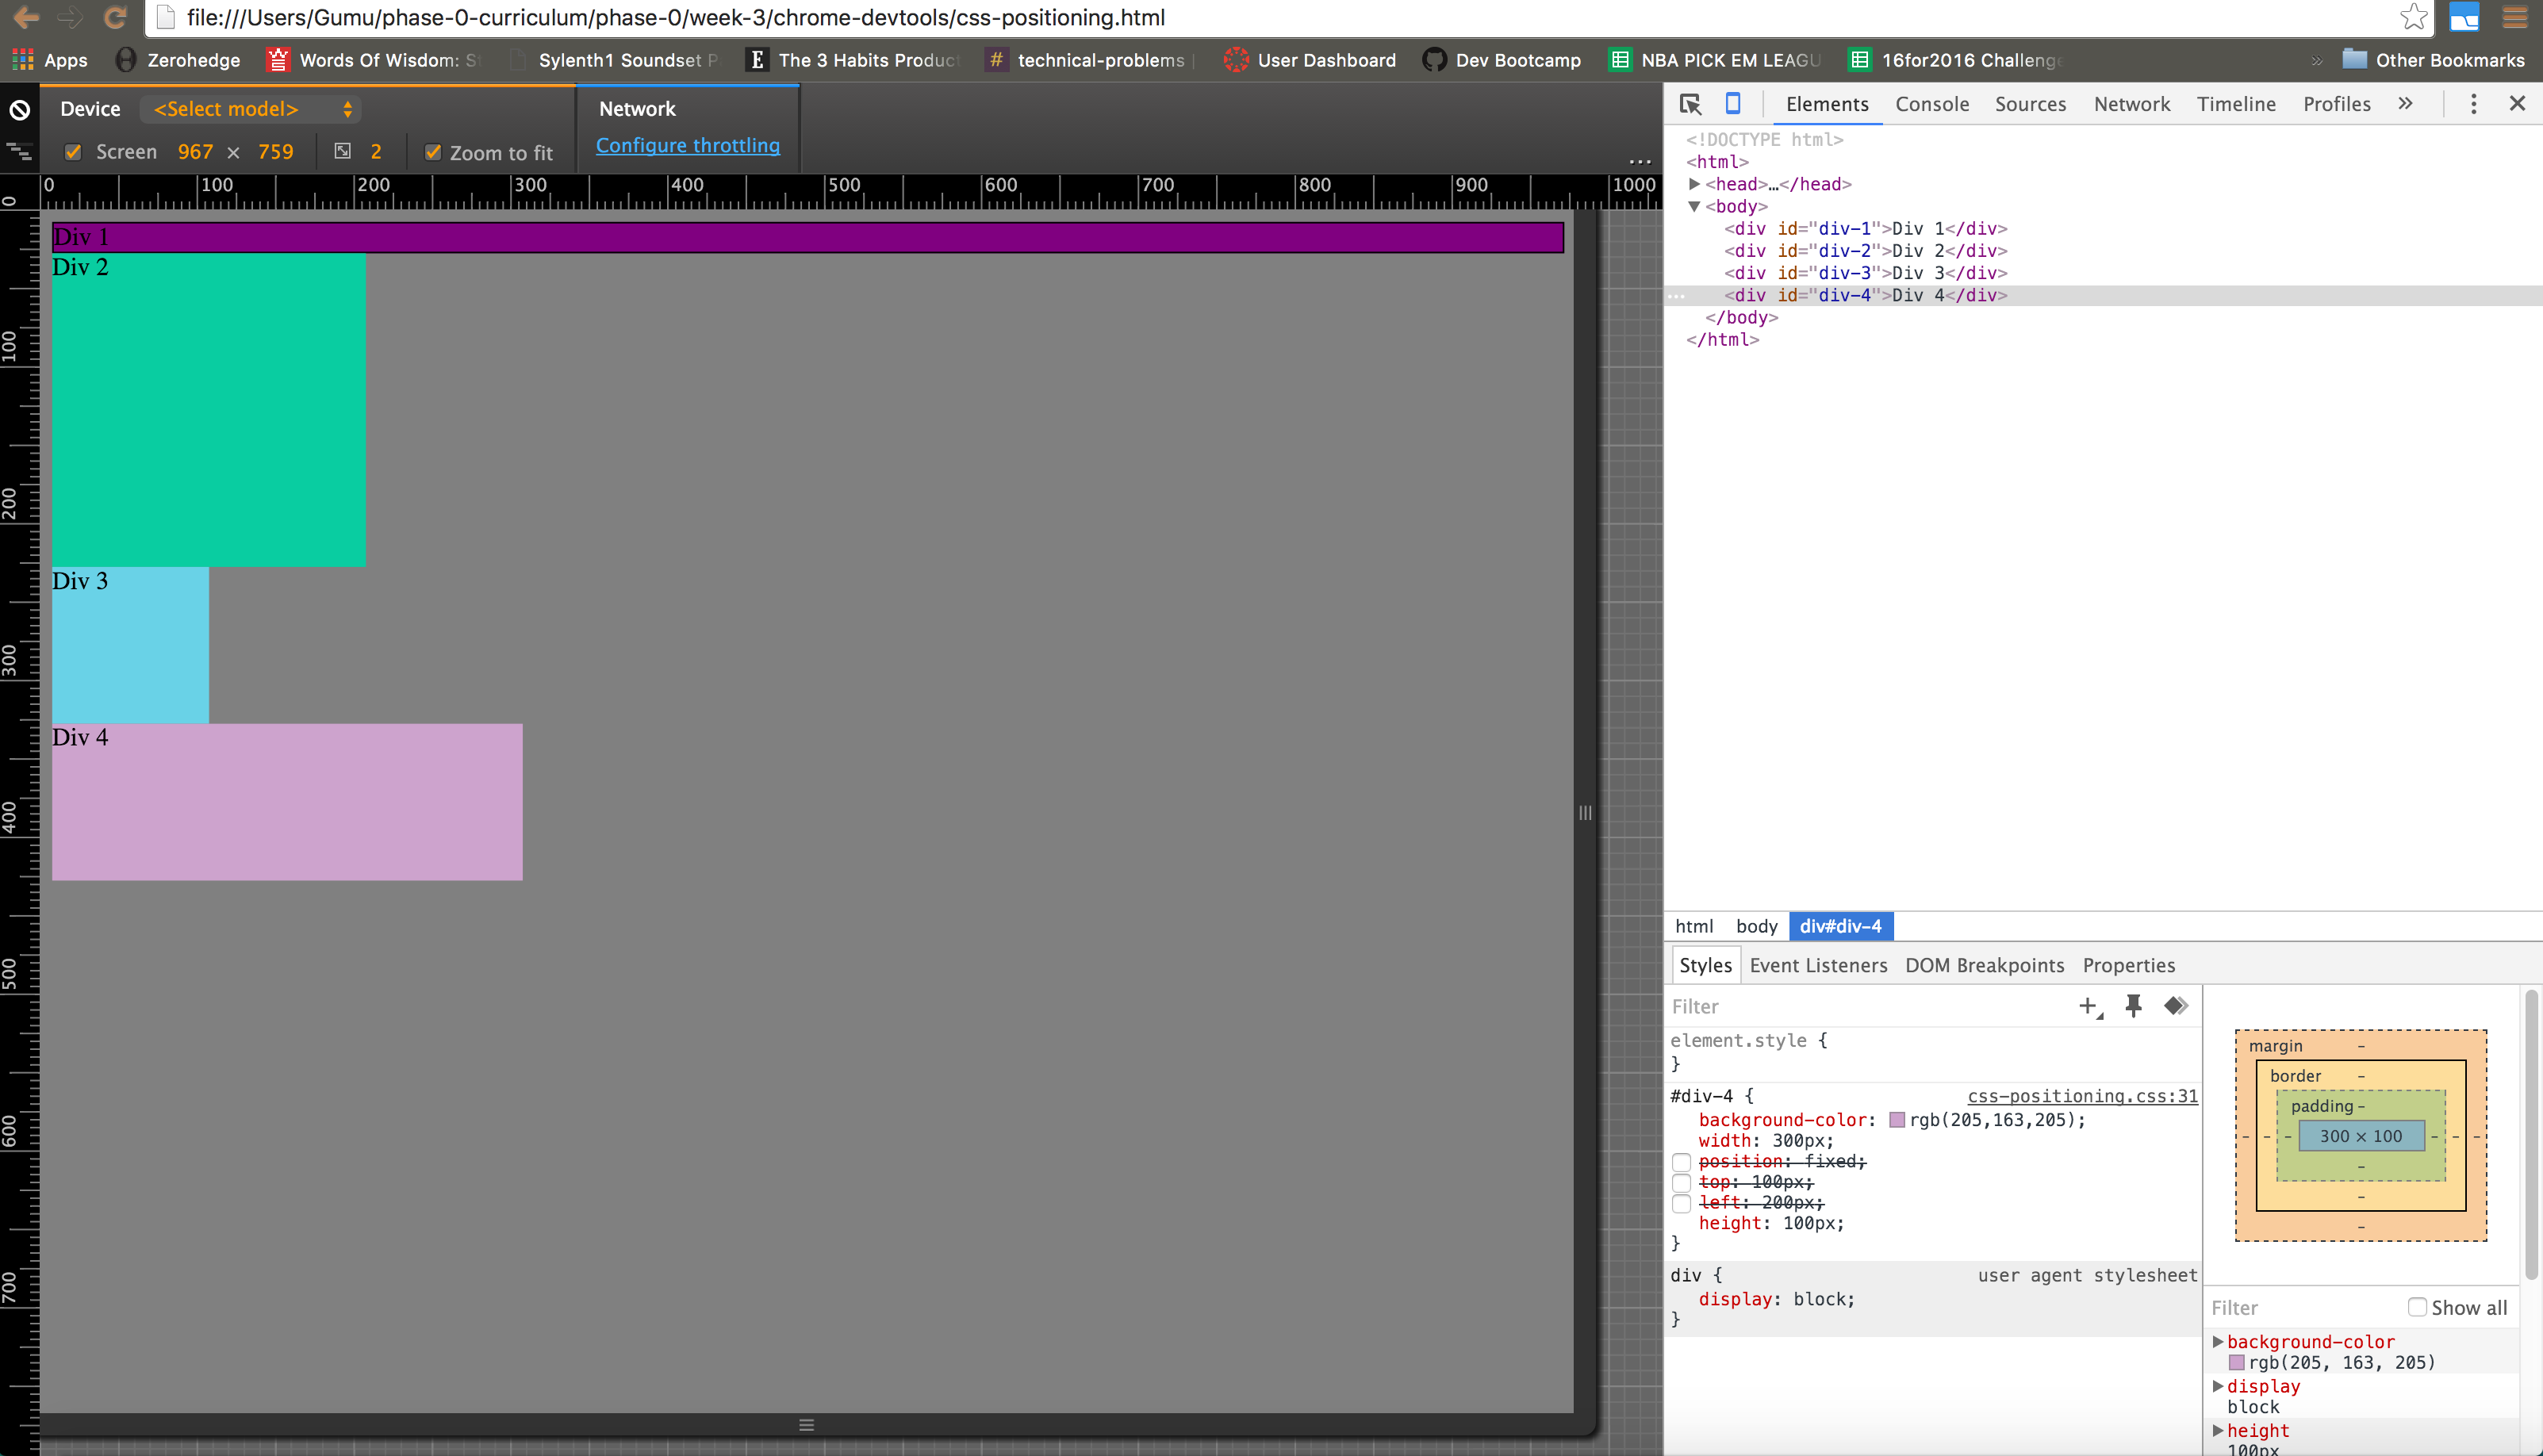 file:///Users/Gumu/phase-0-curriculum/phase-0/week-3/chrome-devtools/css-positioning.html
Apps Zerohedge Words Of Wisdom: Sylenth1 Soundset The 3 Habits technical-problems User Dashboard Dev Bootcamp NBA PICK EM 16for2016 Other Bookmarks
Device <Select model> Network
Screen 967 × 759 2 Zoom to fit Configure throttling ...
0 100 200 300 400 500 600 700 800 900 1000
0
100
200
300
400
500
600
700
Div 1
Div 2
Div 3
Div 4
Elements Console Sources Network Timeline Profiles »
<!DOCTYPE html>
<html>
<head>…</head>
<body>
<div id="div-1">Div 1</div>
<div id="div-2">Div 2</div>
<div id="div-3">Div 3</div>
... <div id="div-4">Div 4</div>
</body>
</html>
html body div#div-4
Styles Event Listeners DOM Breakpoints Properties
Filter
element.style {
}
#div-4 { css-positioning.css:31
background-color: rgb(205,163,205);
width: 300px;
position: fixed;
top: 100px;
left: 200px;
height: 100px;
}
div { user agent stylesheet
display: block;
}
margin –
border –
padding –
– – – 300 × 100 – – –
–
–
–
Filter Show all
background-color
rgb(205, 163, 205)
display
block
height
100px